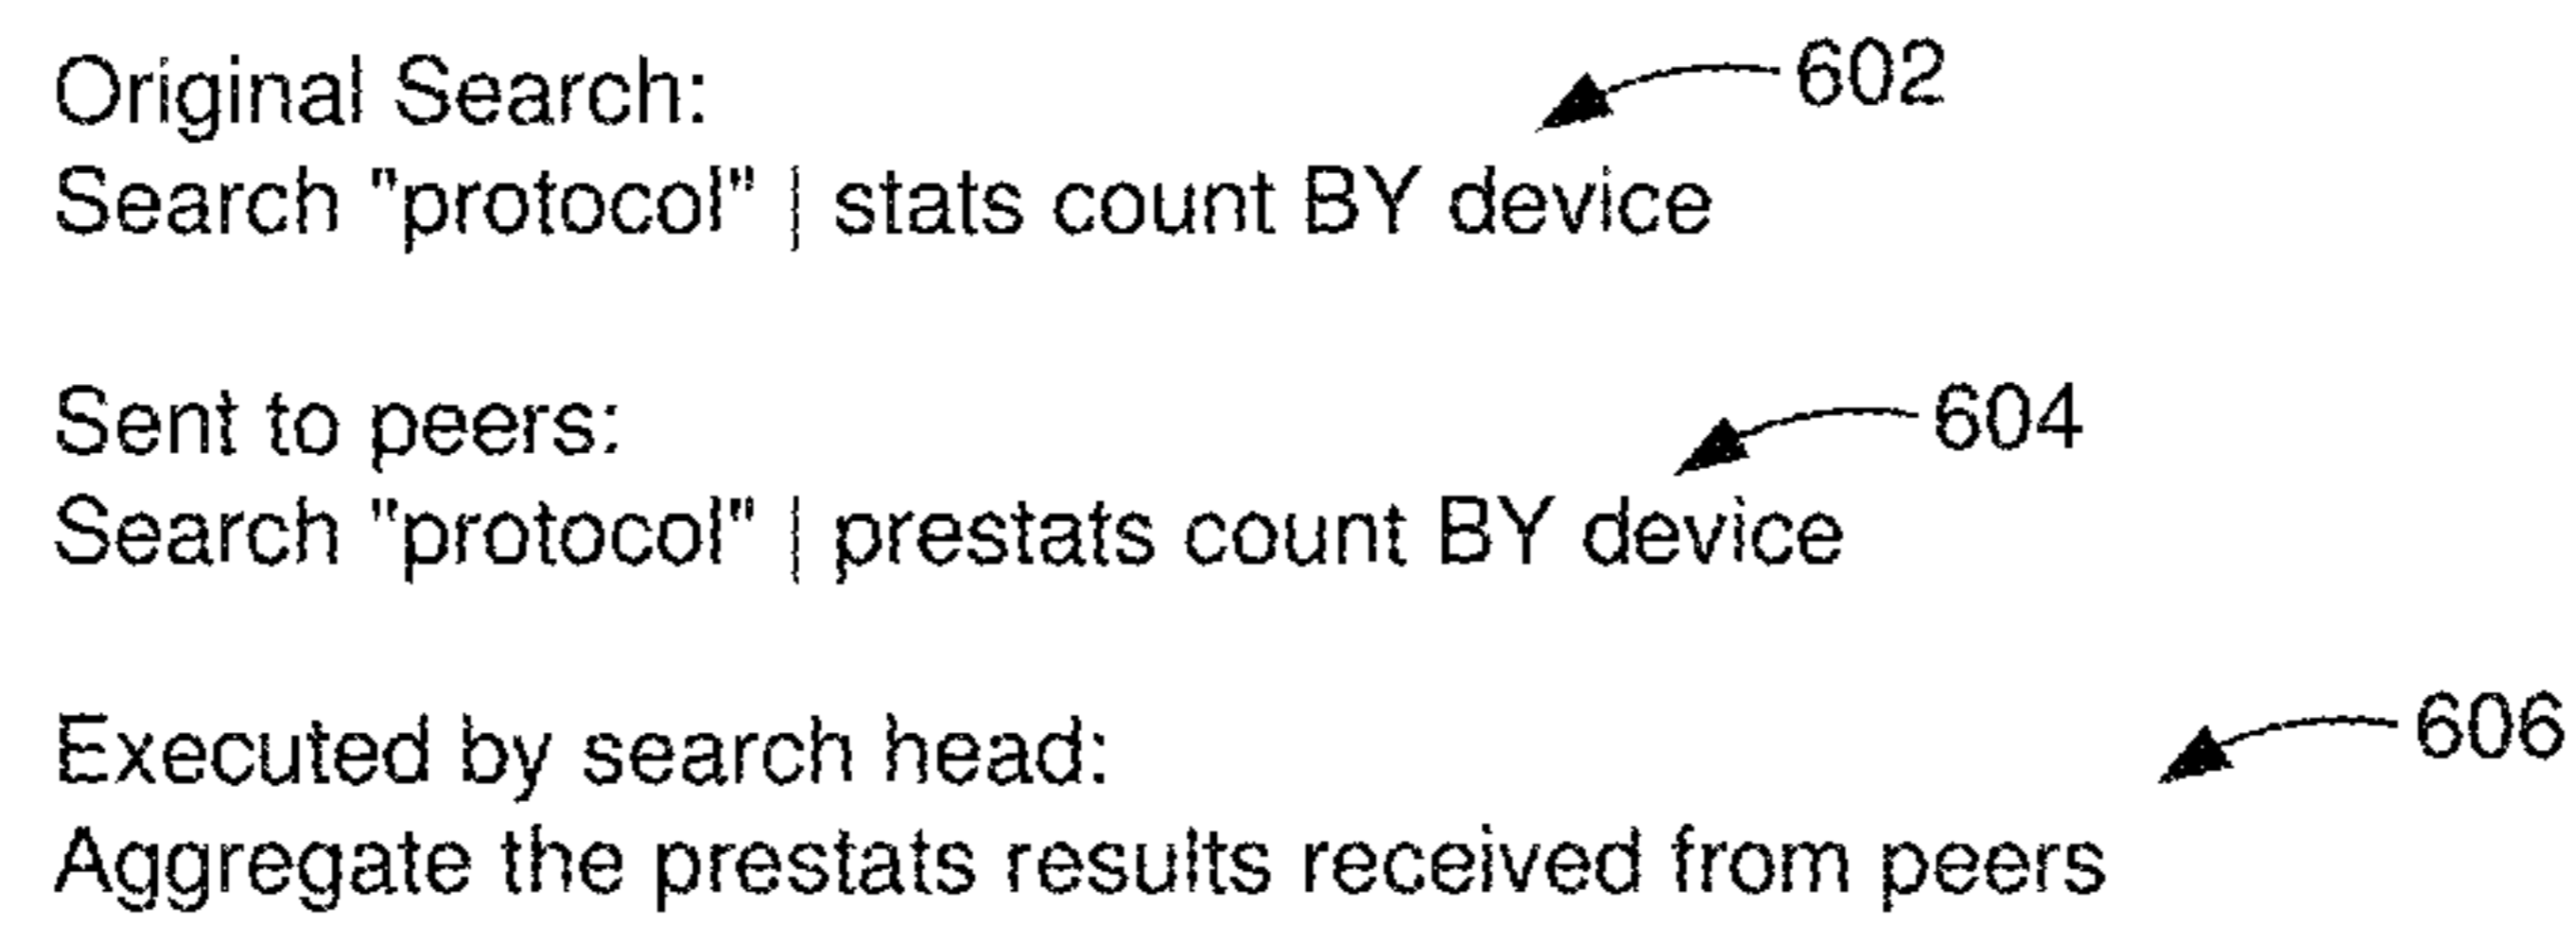 Original Search:
602
Search "protocol" | stats count BY device
Sent to peers:
604
Search "protocol" | prestats count BY device
Executed by search head:
606
Aggregate the prestats results received from peers